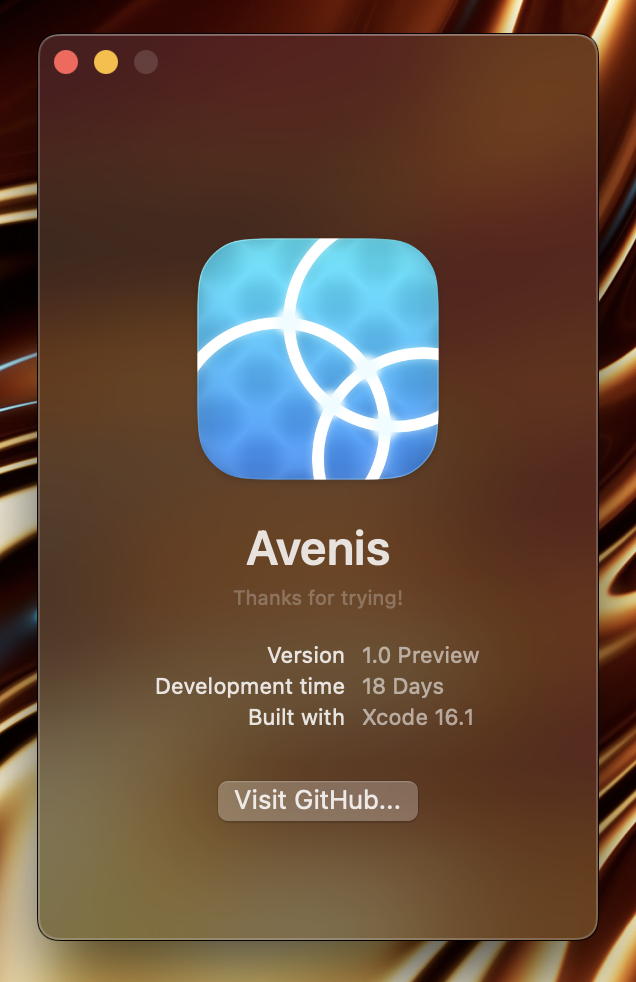 Avenis
Thanks for trying!
Version 1.0 Preview
Development time 18 Days
Built with Xcode 16.1
Visit GitHub...